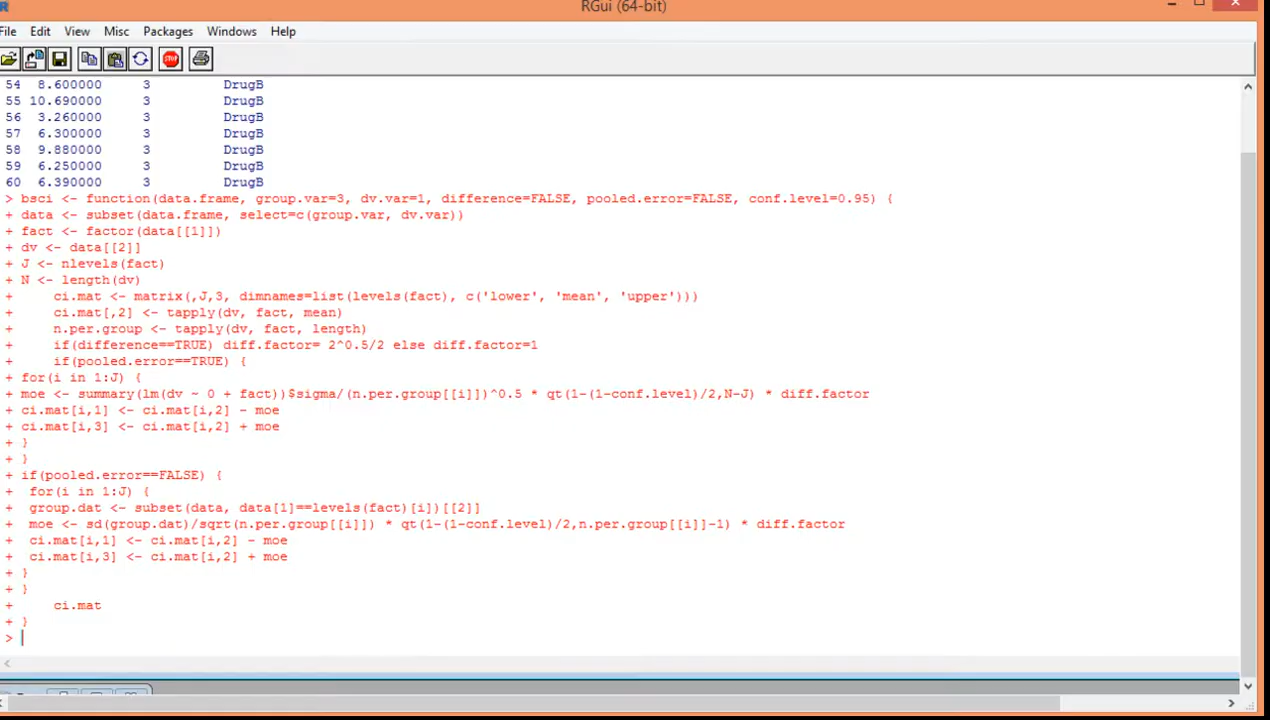 RGui (64-bit)
File Edit View Misc Packages Windows Help
STOP
54 8.600000 3 DrugB
55 10.690000 3 DrugB
56 3.260000 3 DrugB
57 6.300000 3 DrugB
58 9.880000 3 DrugB
59 6.250000 3 DrugB
60 6.390000 3 DrugB
> bsci <- function(data.frame, group.var=3, dv.var=1, difference=FALSE, pooled.error=FALSE, conf.level=0.95) {
+ data <- subset(data.frame, select=c(group.var, dv.var))
+ fact <- factor(data[[1]])
+ dv <- data[[2]]
+ J <- nlevels(fact)
+ N <- length(dv)
+ ci.mat <- matrix(,J,3, dimnames=list(levels(fact), c('lower', 'mean', 'upper')))
+ ci.mat[,2] <- tapply(dv, fact, mean)
+ n.per.group <- tapply(dv, fact, length)
+ if(difference==TRUE) diff.factor= 2^0.5/2 else diff.factor=1
+ if(pooled.error==TRUE) {
+ for(i in 1:J) {
+ moe <- summary(lm(dv ~ 0 + fact))$sigma/(n.per.group[[i]])^0.5 * qt(1-(1-conf.level)/2,N-J) * diff.factor
+ ci.mat[i,1] <- ci.mat[i,2] - moe
+ ci.mat[i,3] <- ci.mat[i,2] + moe
+ }
+ }
+ if(pooled.error==FALSE) {
+ for(i in 1:J) {
+ group.dat <- subset(data, data[1]==levels(fact)[i])[[2]]
+ moe <- sd(group.dat)/sqrt(n.per.group[[i]]) * qt(1-(1-conf.level)/2,n.per.group[[i]]-1) * diff.factor
+ ci.mat[i,1] <- ci.mat[i,2] - moe
+ ci.mat[i,3] <- ci.mat[i,2] + moe
+ }
+ }
+ ci.mat
+ }
>